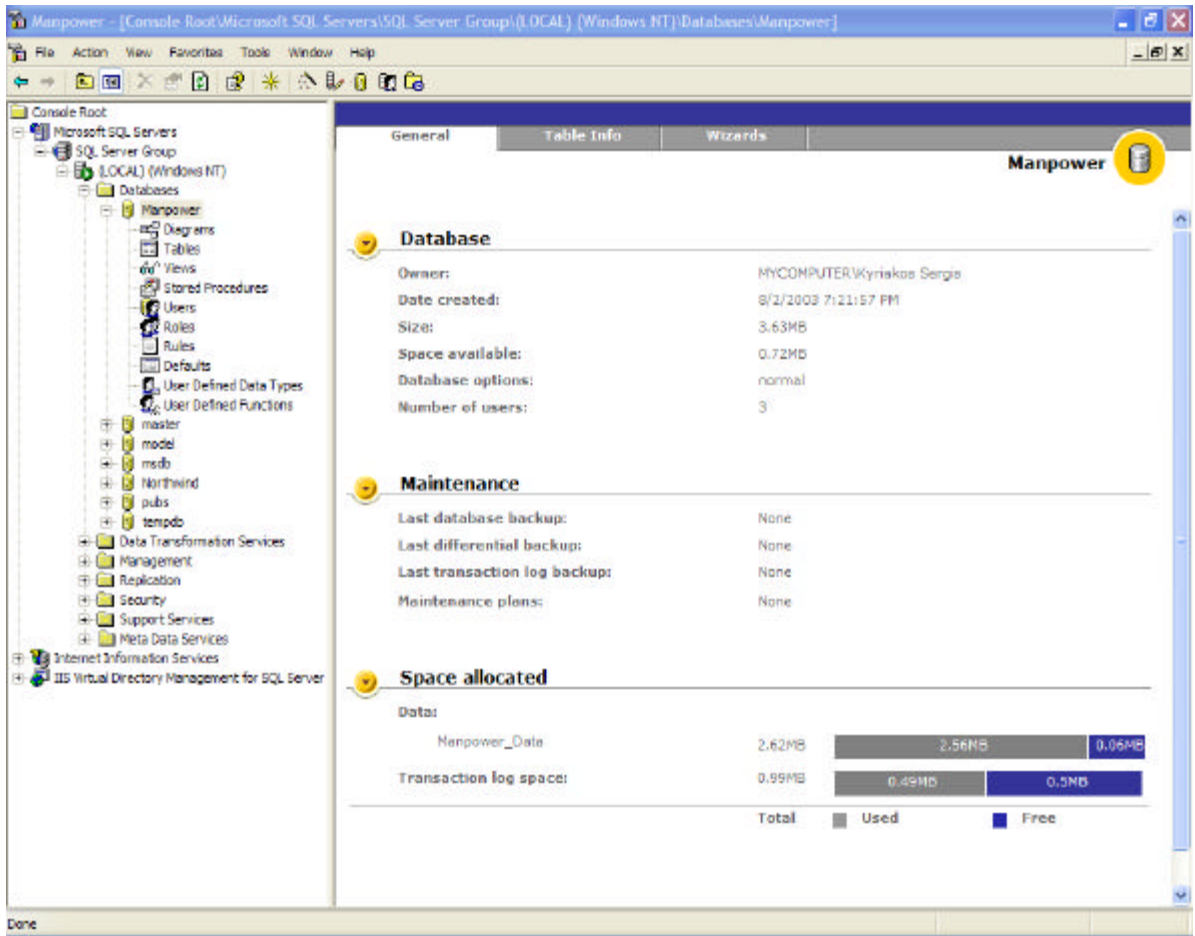 Manpower - [Console Root\Microsoft SQL Servers\SQL Server Group\(LOCAL) (Windows NT)\Databases\Manpower]
File Action View Favorites Tools Window Help
Console Root
Microsoft SQL Servers
SQL Server Group
(LOCAL) (Windows NT)
Databases
Manpower
Diagrams
Tables
Views
Stored Procedures
Users
Roles
Rules
Defaults
User Defined Data Types
User Defined Functions
master
model
msdb
Northwind
pubs
tempdb
Data Transformation Services
Management
Replication
Security
Support Services
Meta Data Services
Internet Information Services
IIS Virtual Directory Management for SQL Server
General Table Info Wizards
Manpower
Database
Owner: MYCOMPUTER\Kyriakos Sergis
Date created: 8/2/2003 7:21:57 PM
Size: 3.63MB
Space available: 0.72MB
Database options: normal
Number of users: 3
Maintenance
Last database backup: None
Last differential backup: None
Last transaction log backup: None
Maintenance plans: None
Space allocated
Data:
Manpower_Data 2.62MB 2.56MB 0.06MB
Transaction log space: 0.99MB 0.49MB 0.5MB
Total Used Free
Done